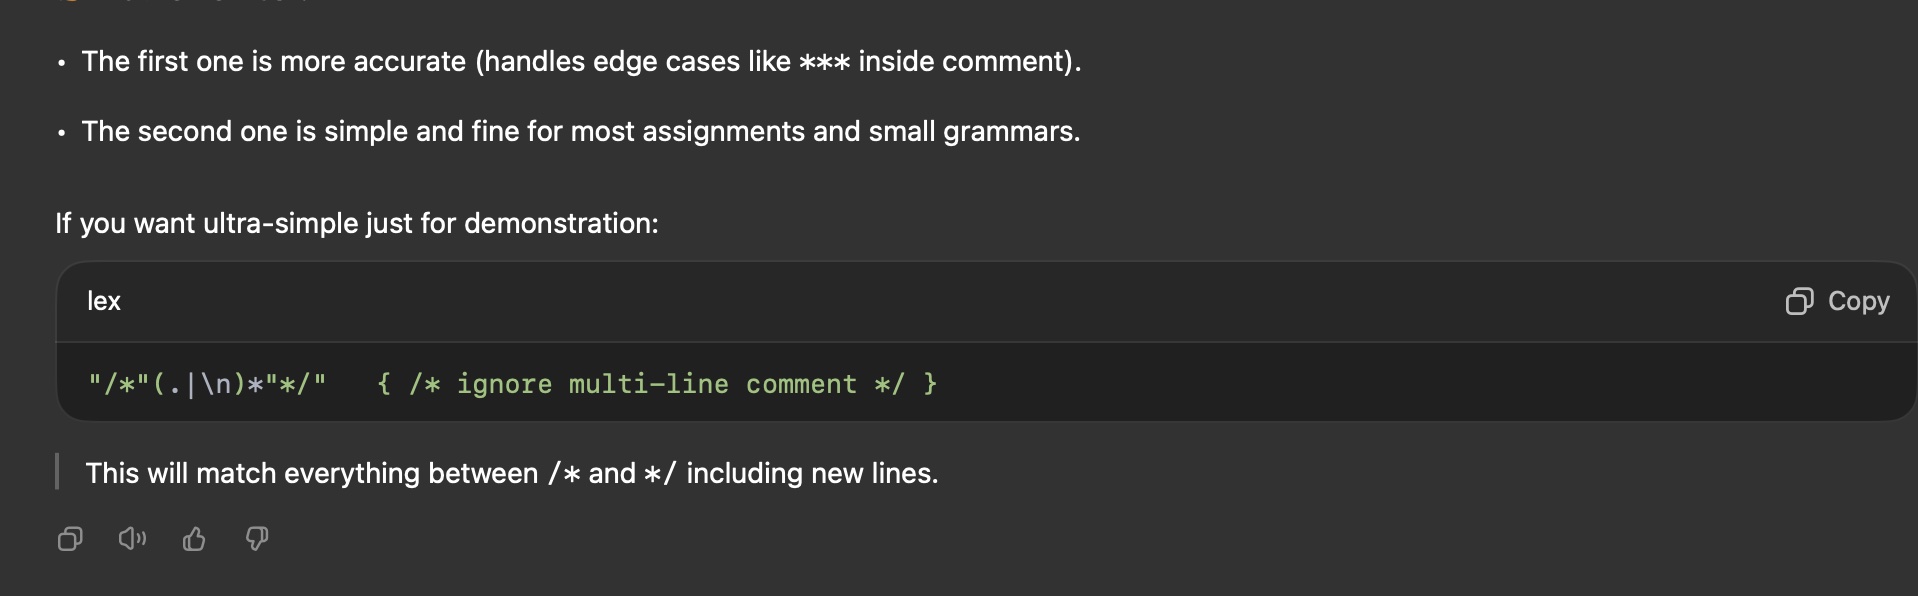 • The first one is more accurate (handles edge cases like *** inside comment).
• The second one is simple and fine for most assignments and small grammars.
If you want ultra-simple just for demonstration:
lex
Copy
"/*"(.|\n)*"*/"   { /* ignore multi-line comment */ }
This will match everything between /* and */ including new lines.